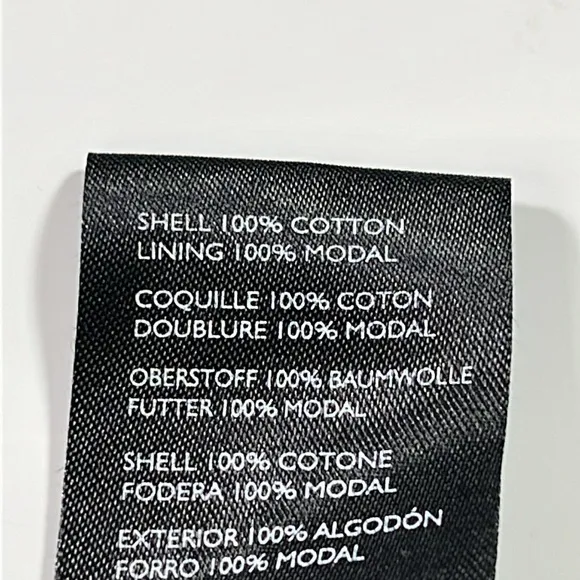 SHELL 100% COTTON
LINING 100% MODAL
COQUILLE 100% COTON
DOUBLURE 100% MODAL
OBERSTOFF 100% BAUMWOLLE
FUTTER 100% MODAL
SHELL 100% COTONE
FODERA 100% MODAL
EXTERIOR 100% ALGODÓN
FORRO 100% MODAL